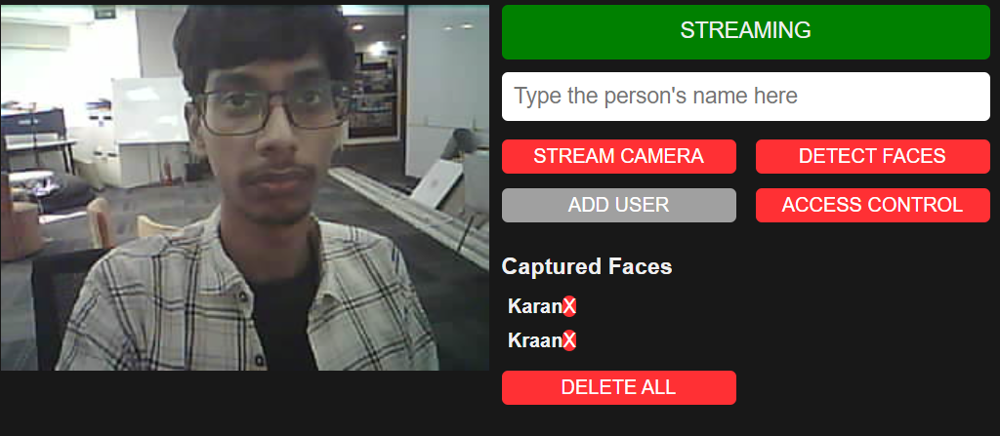 STREAMING
Type the person's name here
STREAM CAMERA
DETECT FACES
ADD USER
ACCESS CONTROL
Captured Faces
KaranX
KraanX
DELETE ALL